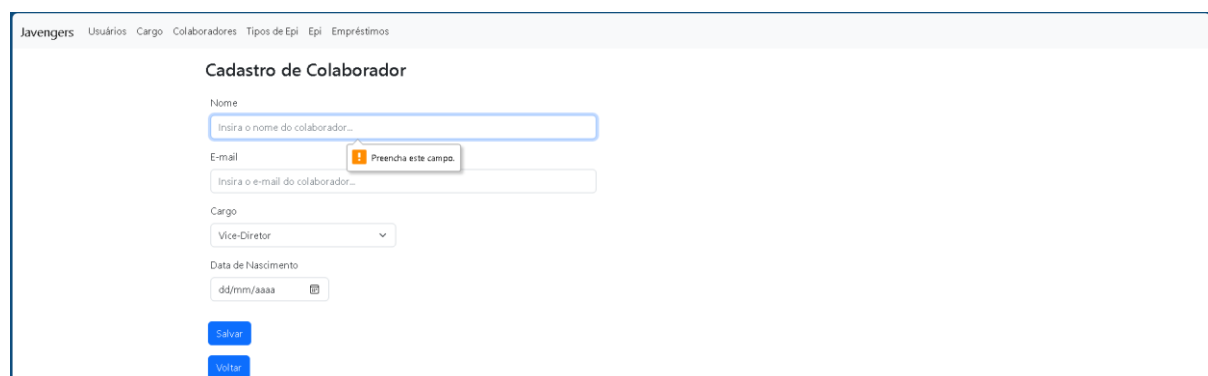 Javengers Usuários Cargo Colaboradores Tipos de Epi Epi Empréstimos
Cadastro de Colaborador
Nome
Insira o nome do colaborador...
Preencha este campo.
E-mail
Insira o e-mail do colaborador...
Cargo
Vice-Diretor
Data de Nascimento
dd/mm/aaaa
Salvar
Voltar